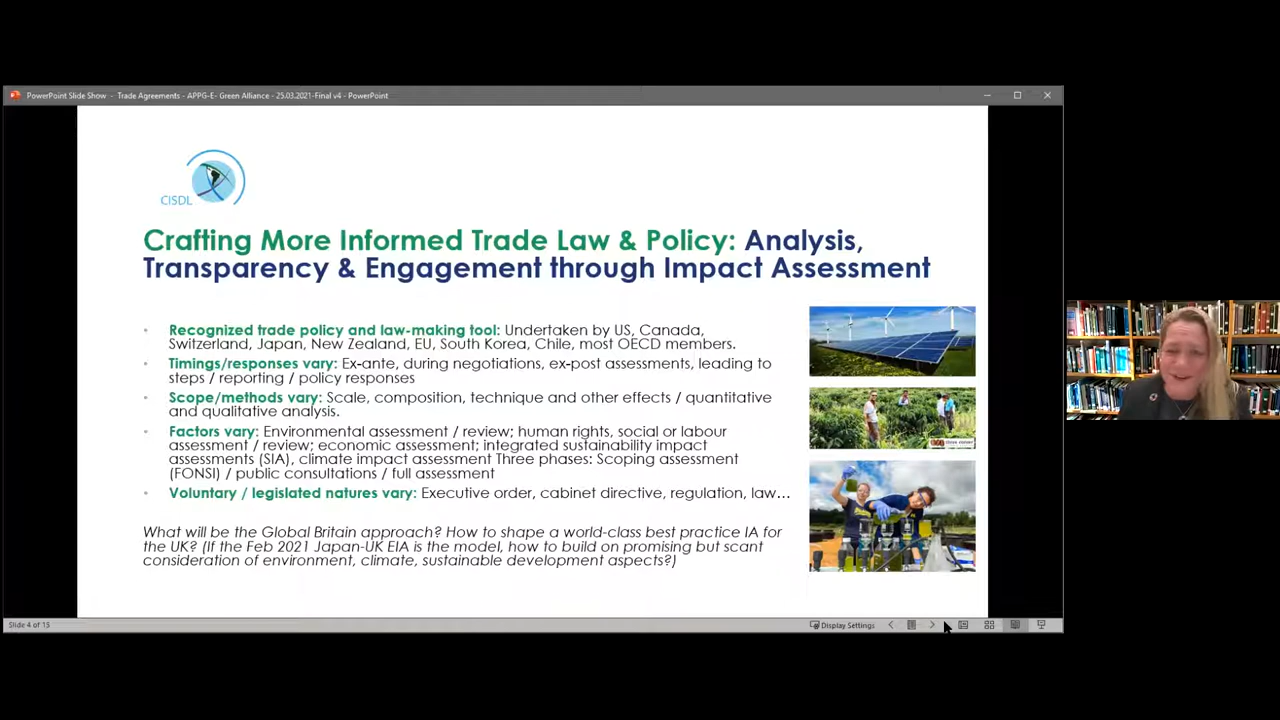 PowerPoint Slide Show - Trade Agreements - APPG-E- Green Alliance - 25.03.2021-Final v4 - PowerPoint
CISDL
Crafting More Informed Trade Law & Policy: Analysis,
Transparency & Engagement through Impact Assessment
• Recognized trade policy and law-making tool: Undertaken by US, Canada,
Switzerland, Japan, New Zealand, EU, South Korea, Chile, most OECD members.
• Timings/responses vary: Ex-ante, during negotiations, ex-post assessments, leading to
steps / reporting / policy responses
• Scope/methods vary: Scale, composition, technique and other effects / quantitative
and qualitative analysis.
• Factors vary: Environmental assessment / review; human rights, social or labour
assessment / review; economic assessment; integrated sustainability impact
assessments (SIA), climate impact assessment Three phases: Scoping assessment
(FONSI) / public consultations / full assessment
• Voluntary / legislated natures vary: Executive order, cabinet directive, regulation, law…
What will be the Global Britain approach? How to shape a world-class best practice IA for
the UK? (If the Feb 2021 Japan-UK EIA is the model, how to build on promising but scant
consideration of environment, climate, sustainable development aspects?)
Slide 4 of 15
Display Settings